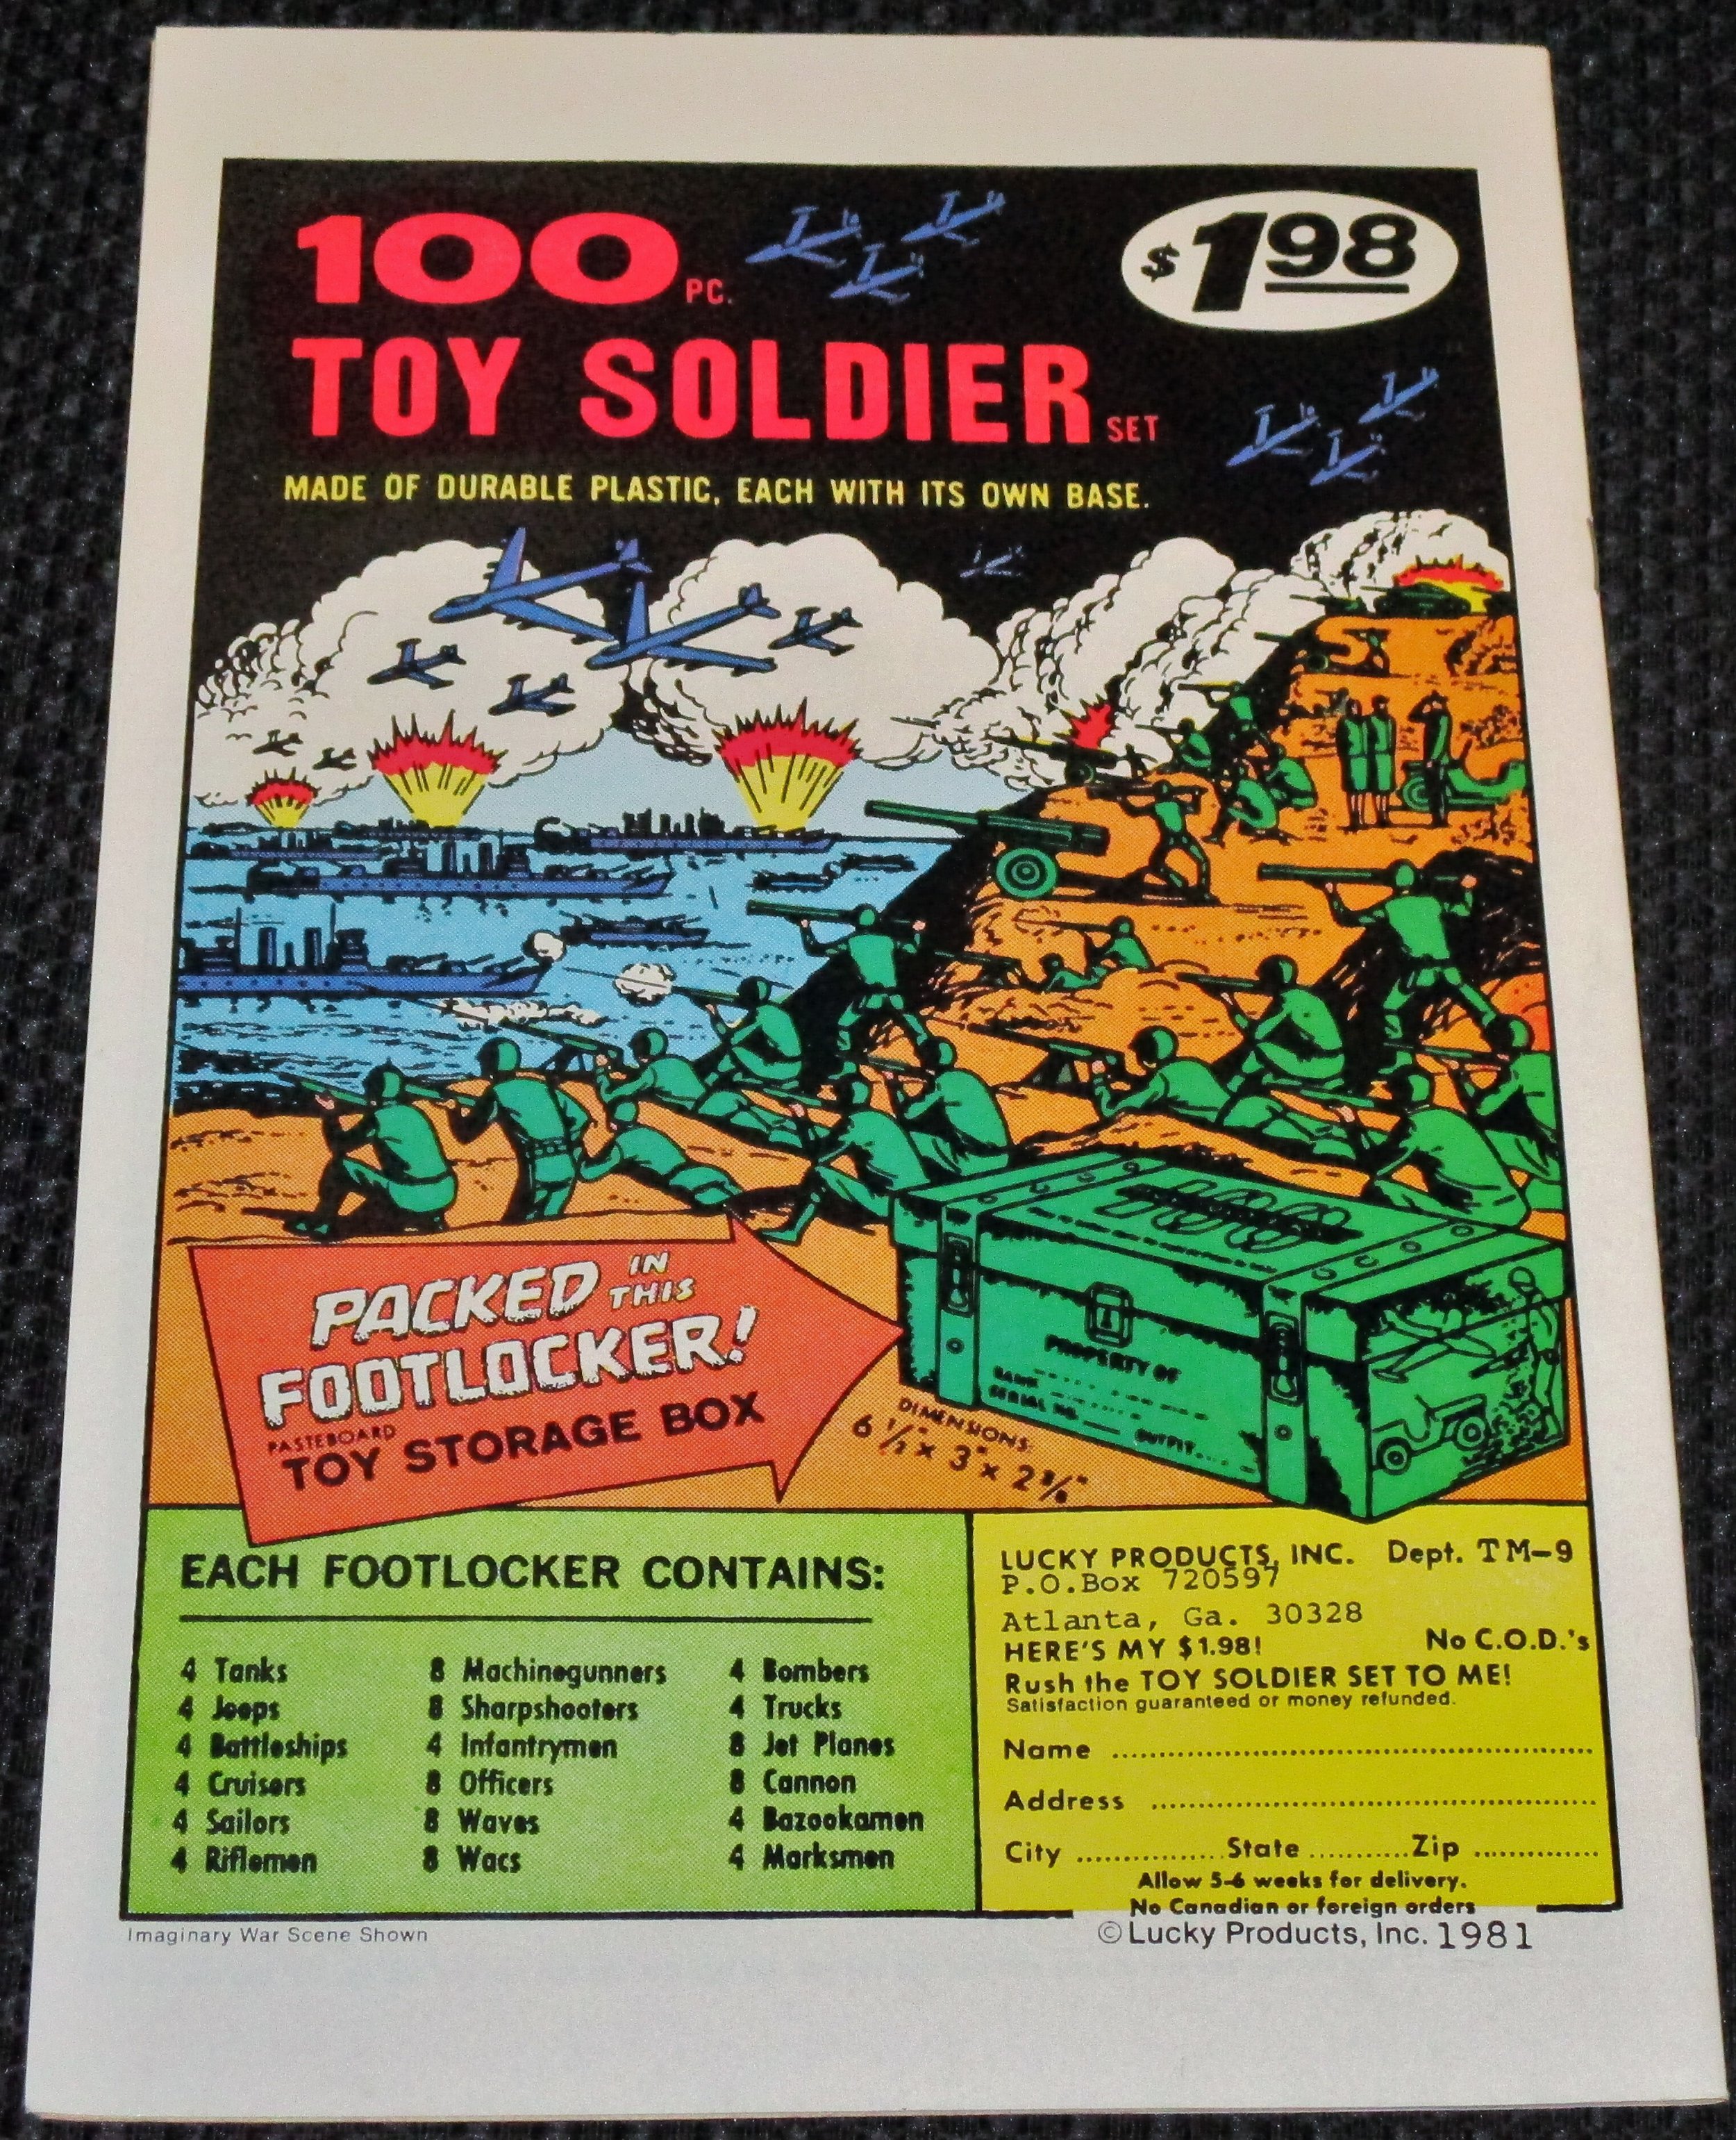 100 PC.
$1 98
TOY SOLDIER SET
MADE OF DURABLE PLASTIC, EACH WITH ITS OWN BASE.
PACKED IN THIS
FOOTLOCKER!
PASTEBOARD
TOY STORAGE BOX
PROPERTY OF
NAME
SERIAL NO. OUTFIT
DIMENSIONS:
6 1/2" x 3" x 2
EACH FOOTLOCKER CONTAINS:
4 Tanks
4 Jeeps
4 Battleships
4 Cruisers
4 Sailors
4 Riflemen
8 Machinegunners
8 Sharpshooters
4 Infantrymen
8 Officers
8 Waves
8 Wacs
4 Bombers
4 Trucks
8 Jet Planes
8 Cannon
4 Bazookamen
4 Marksmen
LUCKY PRODUCTS, INC. Dept. TM-9
P.O.Box 720597
Atlanta, Ga. 30328
HERE'S MY $1.98! No C.O.D.'s
Rush the TOY SOLDIER SET TO ME!
Satisfaction guaranteed or money refunded.
Name
Address
City State Zip
Allow 5-6 weeks for delivery.
No Canadian or foreign orders
Imaginary War Scene Shown
© Lucky Products, Inc. 1981